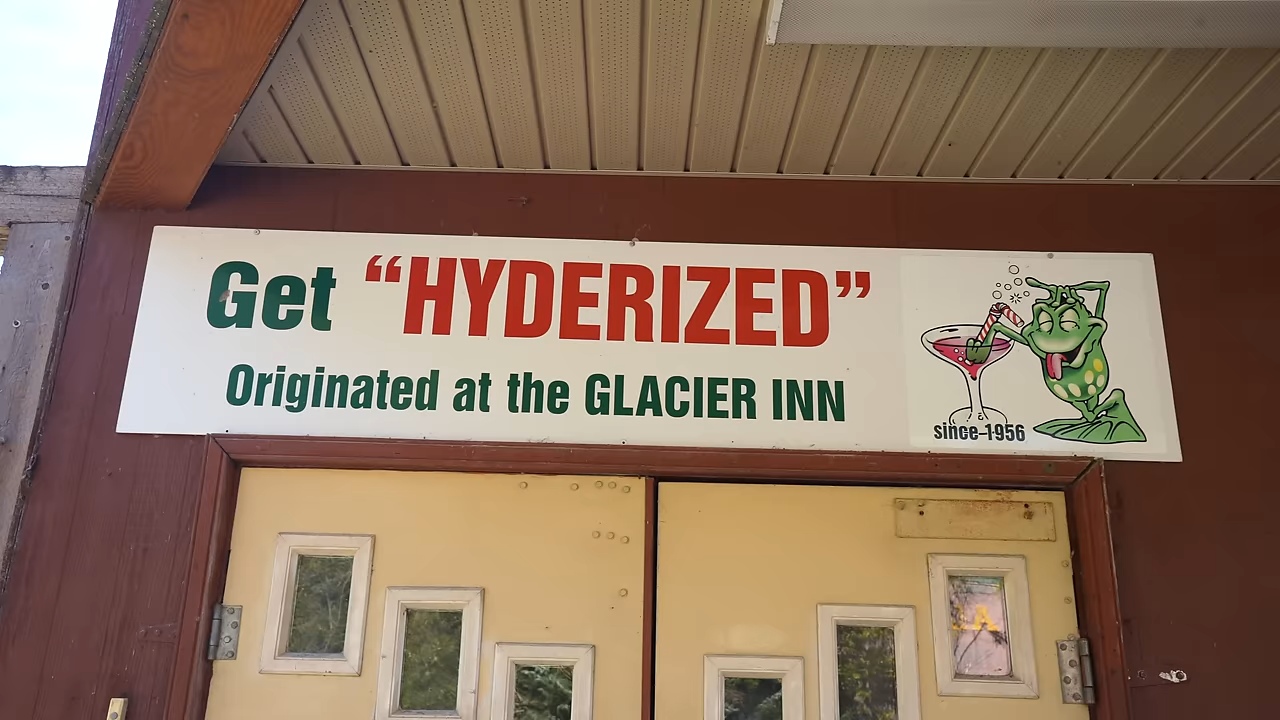 Get “HYDERIZED”
Originated at the GLACIER INN
since 1956